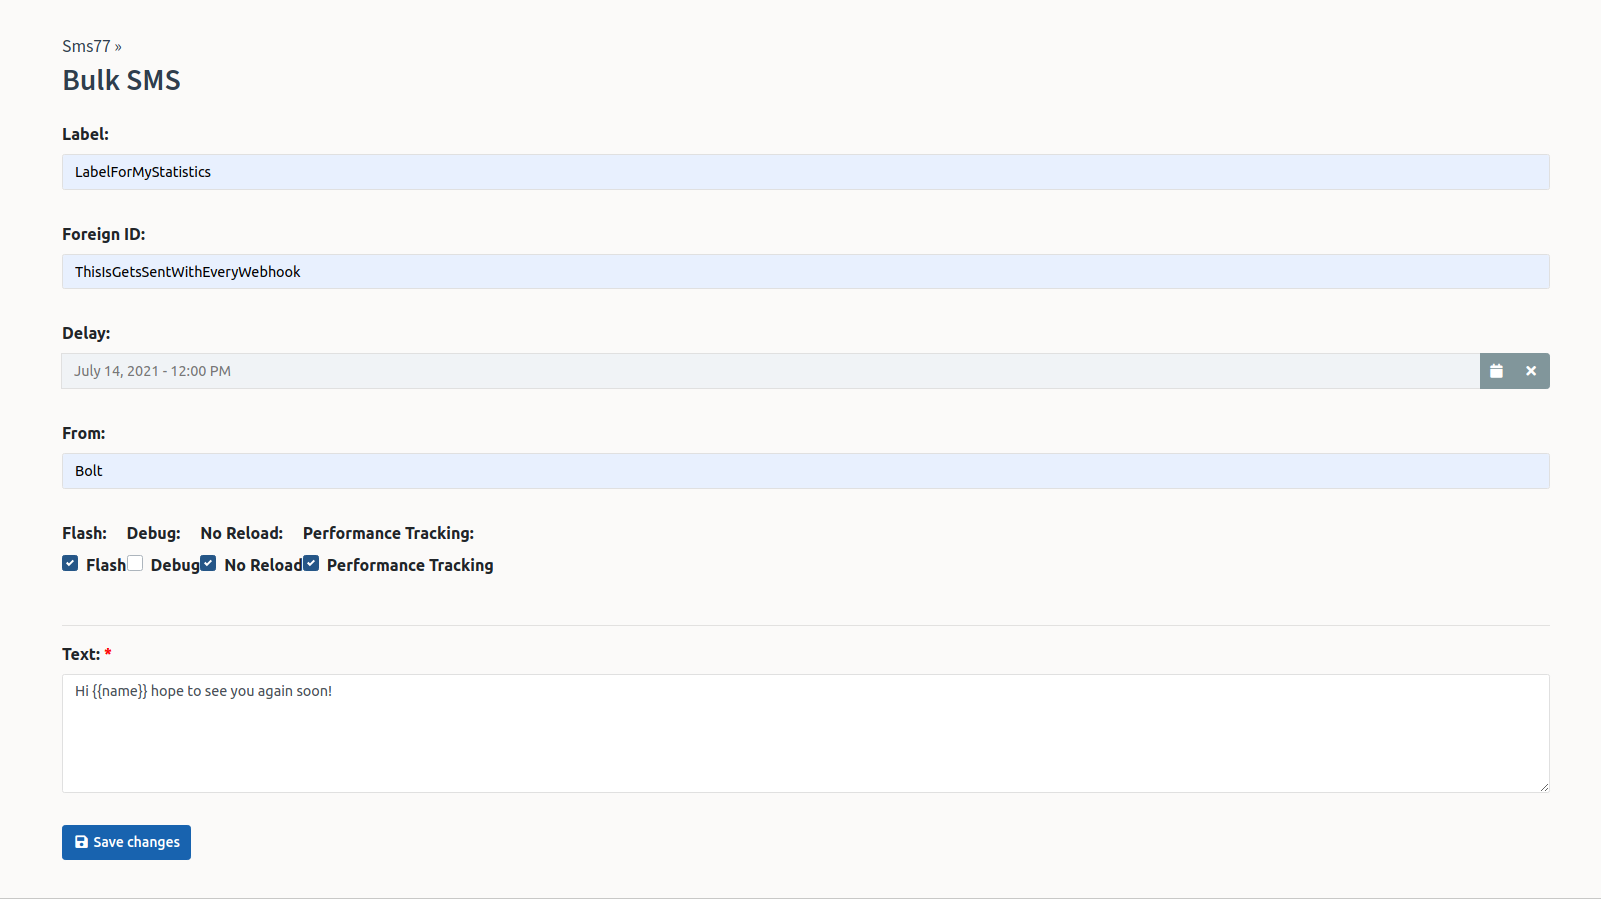 Sms77 »
Bulk SMS
Label:
LabelForMyStatistics
Foreign ID:
ThisIsGetsSentWithEveryWebhook
Delay:
July 14, 2021 - 12:00 PM
From:
Bolt
Flash: Debug: No Reload: Performance Tracking:
Flash Debug No Reload Performance Tracking
Text: *
Hi {{name}} hope to see you again soon!
Save changes